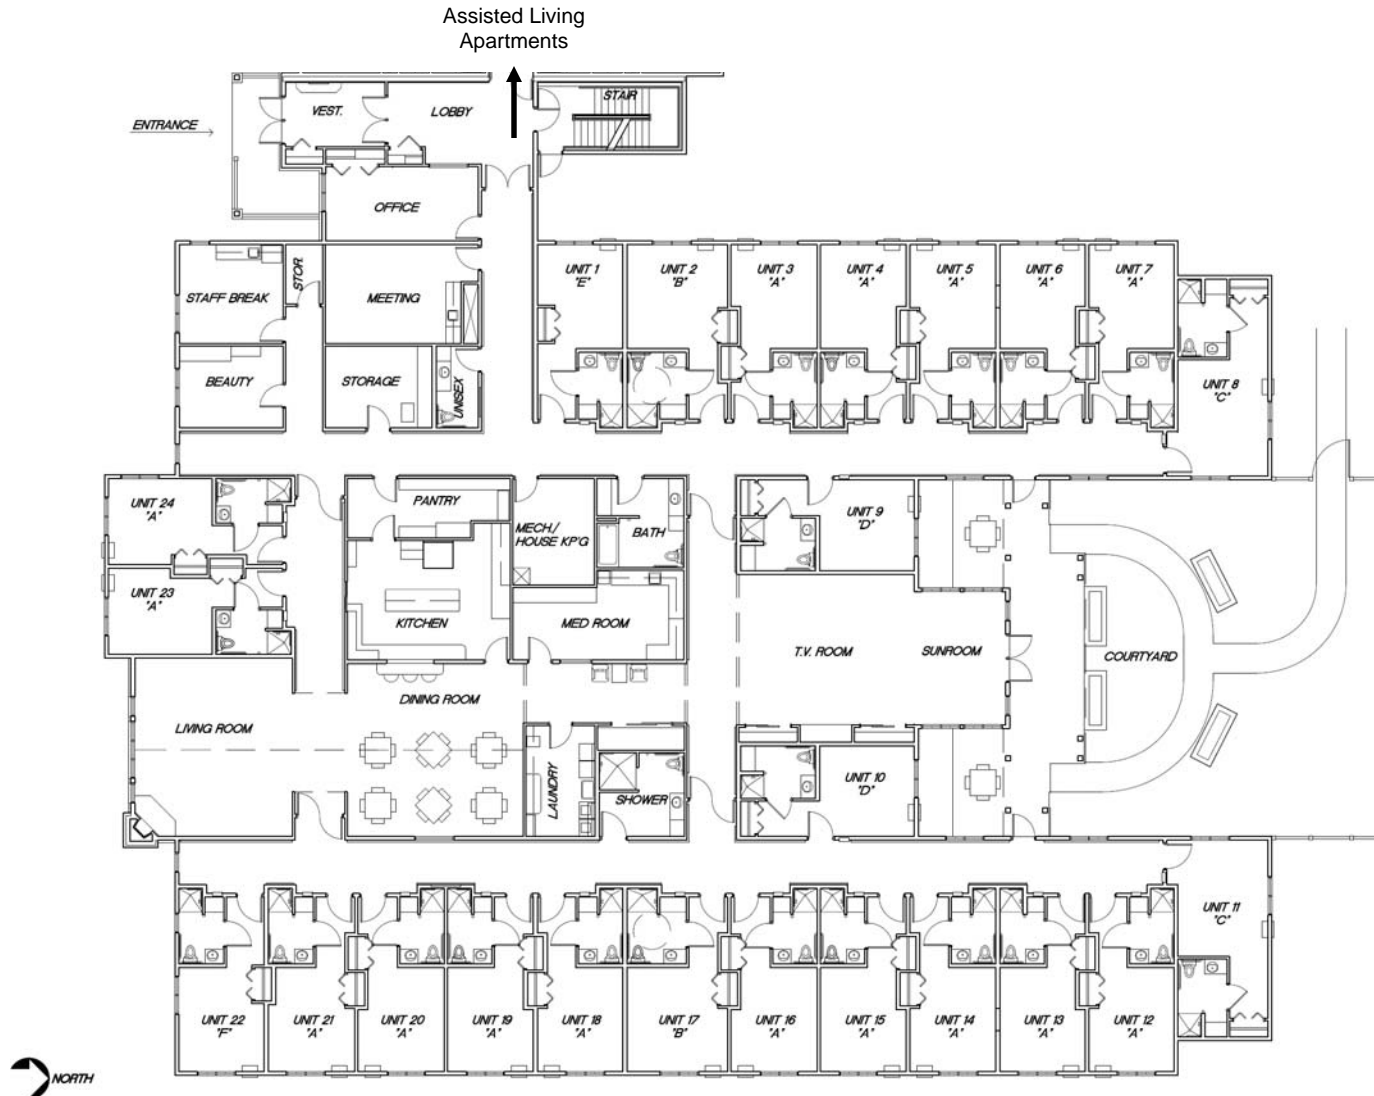 Assisted Living
Apartments
STAIR
VEST.
LOBBY
ENTRANCE
OFFICE
STAFF BREAK
STOR.
MEETING
UNIT 1
"E"
UNIT 2
"B"
UNIT 3
"A"
UNIT 4
"A"
UNIT 5
"A"
UNIT 6
"A"
UNIT 7
"A"
BEAUTY
STORAGE
UNISEX
UNIT 8
"C"
UNIT 24
"A"
PANTRY
MECH./
HOUSE KP'G
BATH
UNIT 9
"D"
UNIT 23
"A"
KITCHEN
MED ROOM
T.V. ROOM
SUNROOM
COURTYARD
LIVING ROOM
DINING ROOM
LAUNDRY
SHOWER
UNIT 10
"D"
UNIT 11
"C"
UNIT 22
"F"
UNIT 21
"A"
UNIT 20
"A"
UNIT 19
"A"
UNIT 18
"A"
UNIT 17
"B"
UNIT 16
"A"
UNIT 15
"A"
UNIT 14
"A"
UNIT 13
"A"
UNIT 12
"A"
NORTH